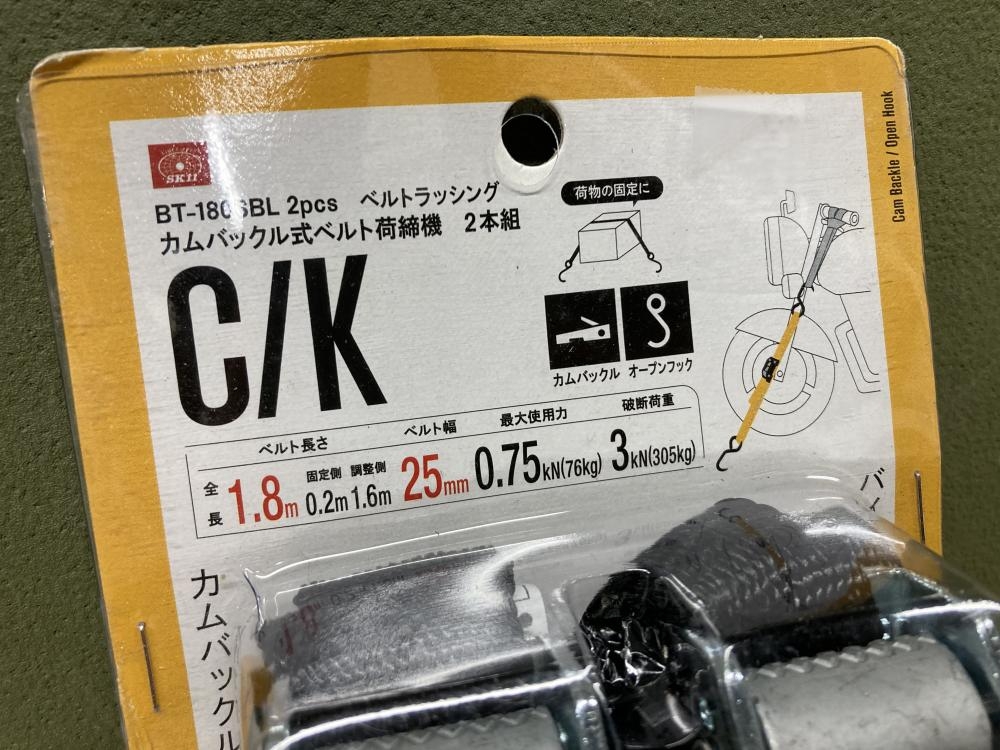 SK11
BT-1806BL 2pcs ベルトラッシング
カムバックル式ベルト荷締機 2本組
C/K
荷物の固定に
カムバックル オープンフック
Cam Backle / Open Hook
ベルト長さ ベルト幅 最大使用力 破断荷重
全長 1.8m 固定側 0.2m 調整側 1.6m 25mm 0.75kN(76kg) 3kN(305kg)
カムバックル
バイ